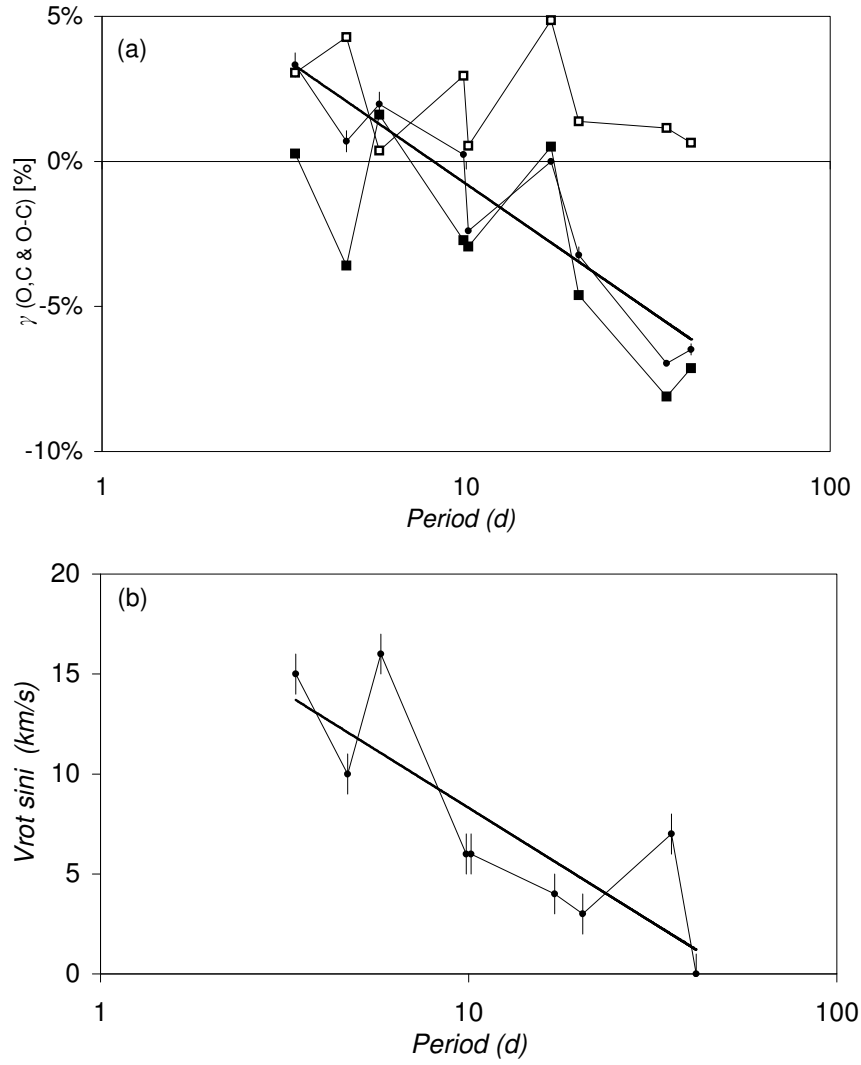 5%
(a)
0%
γ (O,C & O-C) [%]
-5%
-10%
1
10
100
Period (d)
20
(b)
15
Vrot sini (km/s)
10
5
0
1
10
100
Period (d)